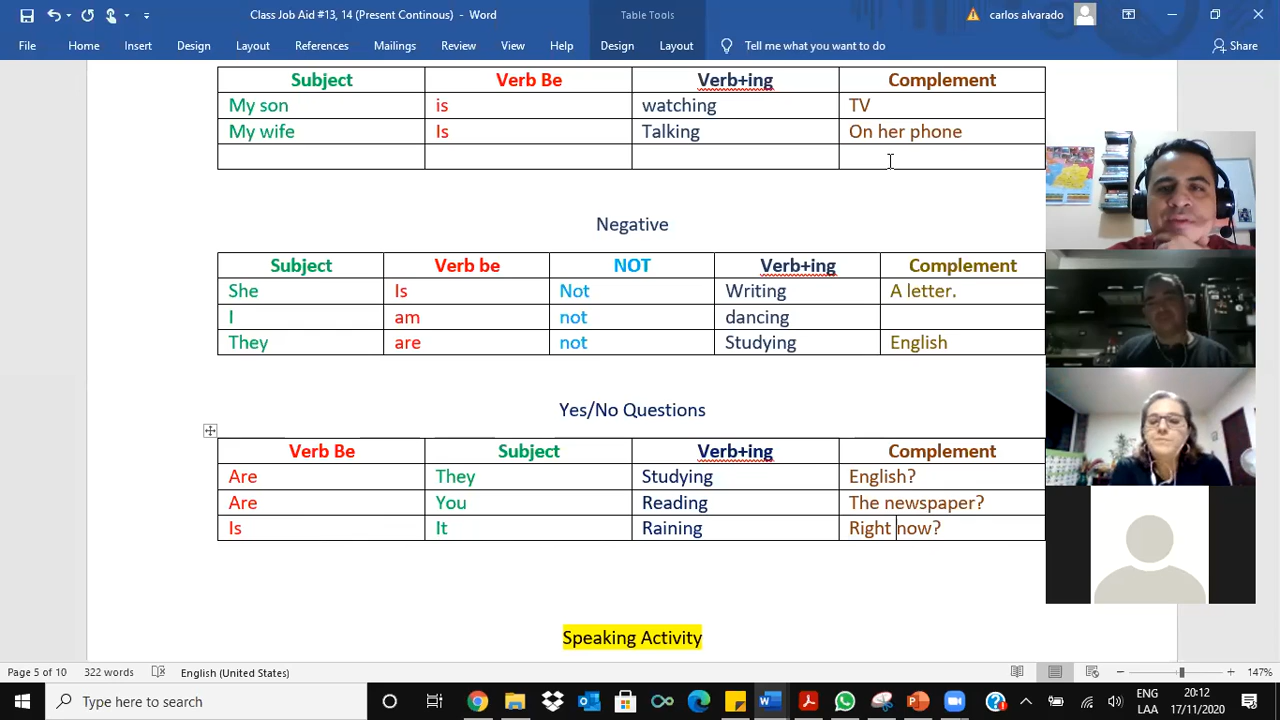 Class Job Aid #13, 14 (Present Continous) - Word
Table Tools
carlos alvarado
File Home Insert Design Layout References Mailings Review View Help Design Layout Tell me what you want to do Share
Subject Verb Be Verb+ing Complement
My son is watching TV
My wife Is Talking On her phone
Negative
Subject Verb be NOT Verb+ing Complement
She Is Not Writing A letter.
I am not dancing
They are not Studying English
Yes/No Questions
Verb Be Subject Verb+ing Complement
Are They Studying English?
Are You Reading The newspaper?
Is It Raining Right now?
Speaking Activity
Page 5 of 10 322 words English (United States) 147%
Type here to search
ENG 20:12
LAA 17/11/2020